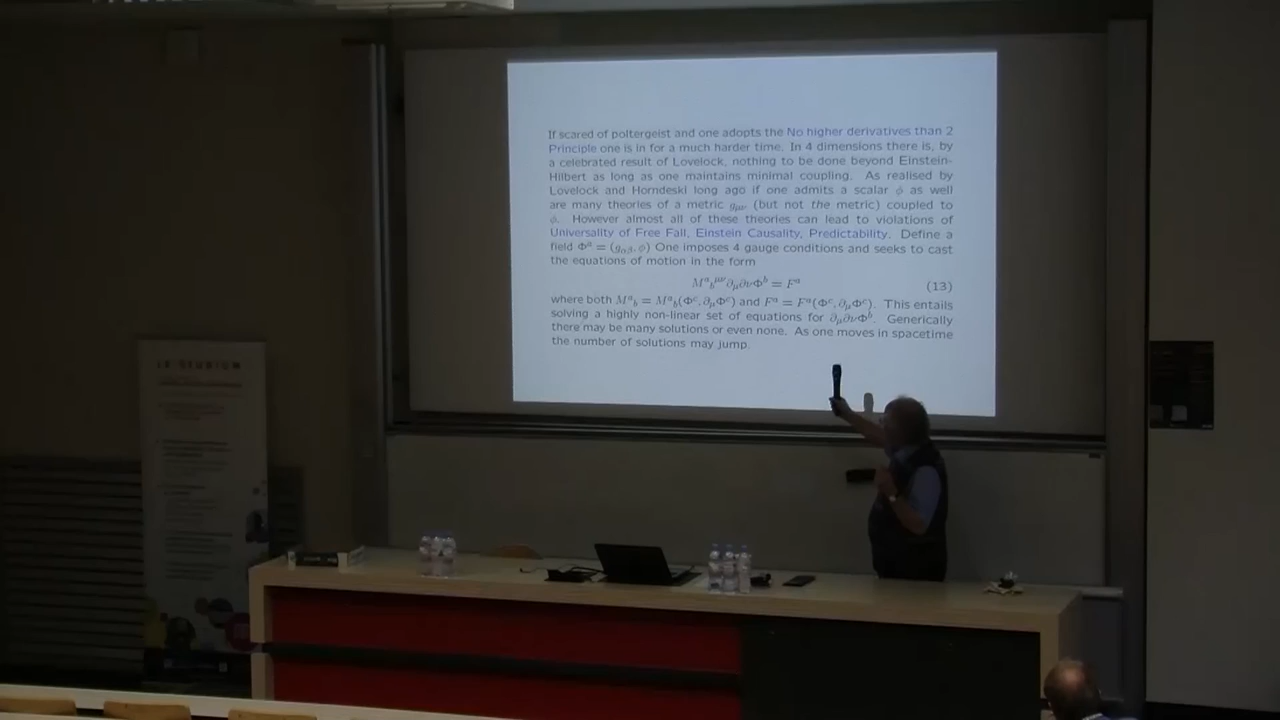 If scared of poltergeist and one adopts the No higher derivatives than 2
Principle one is in for a much harder time. In 4 dimensions there is, by
a celebrated result of Lovelock, nothing to be done beyond Einstein-
Hilbert as long as one maintains minimal coupling. As realised by
Lovelock and Horndeski long ago if one admits a scalar ϕ as well
are many theories of a metric gμν (but not the metric) coupled to
ϕ. However almost all of these theories can lead to violations of
Universality of Free Fall, Einstein Causality, Predictability. Define a
field Φᵃ = (gαβ, ϕ) One imposes 4 gauge conditions and seeks to cast
the equations of motion in the form
Mᵃ_b^μν ∂μ∂νΦᵇ = Fᵃ (13)
where both Mᵃ_b = Mᵃ_b(Φᶜ, ∂μΦᶜ) and Fᵃ = Fᵃ(Φᶜ, ∂μΦᶜ). This entails
solving a highly non-linear set of equations for ∂μ∂νΦᵇ. Generically
there may be many solutions or even none. As one moves in spacetime
the number of solutions may jump.
LE STUDIUM